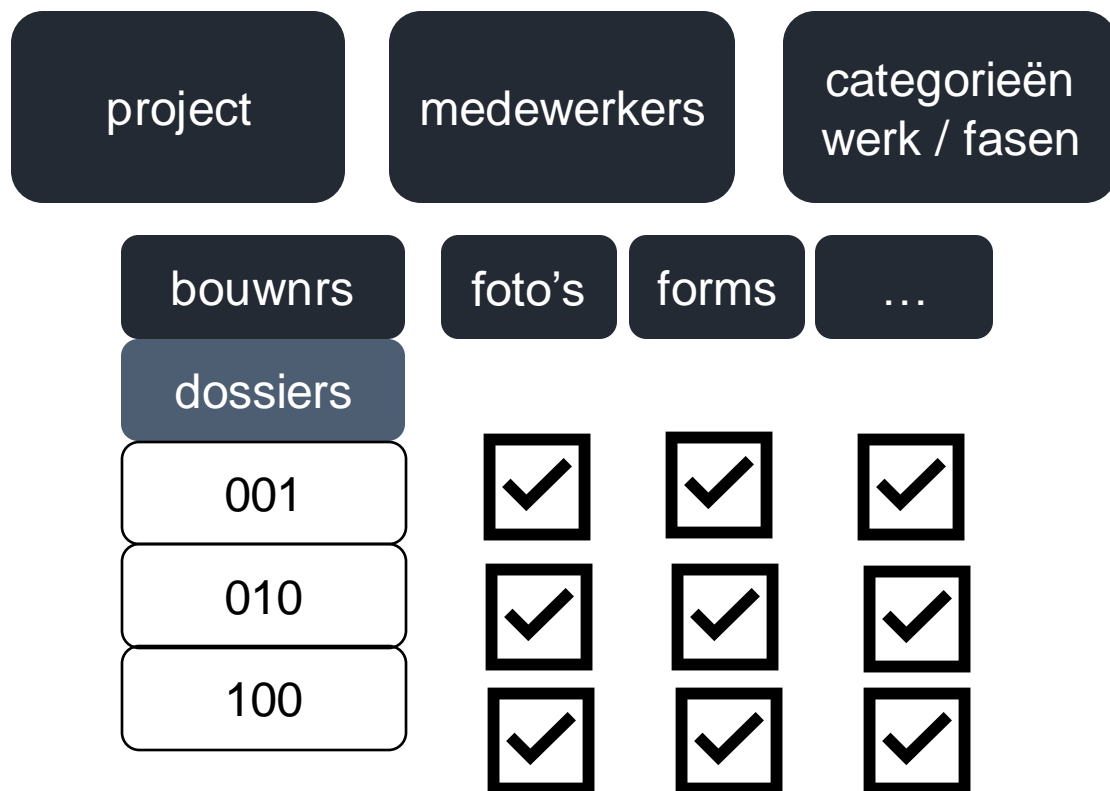 project
medewerkers
categorieën
werk / fasen
bouwnrs
foto’s
forms
…
dossiers
001
010
100